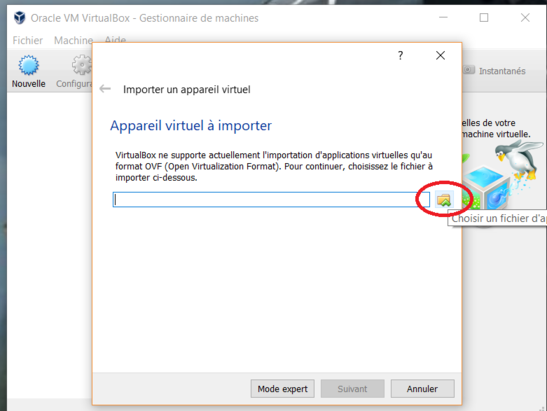 Oracle VM VirtualBox - Gestionnaire de machines
Fichier Machine Aide
Nouvelle
Instantanés
?
Importer un appareil virtuel
Appareil virtuel à importer
VirtualBox ne supporte actuellement l'importation d'applications virtuelles qu'au
format OVF (Open Virtualization Format). Pour continuer, choisissez le fichier à
importer ci-dessous.
elles de votre
machine virtuelle.
Choisir un fichier d'a
Mode expert
Suivant
Annuler